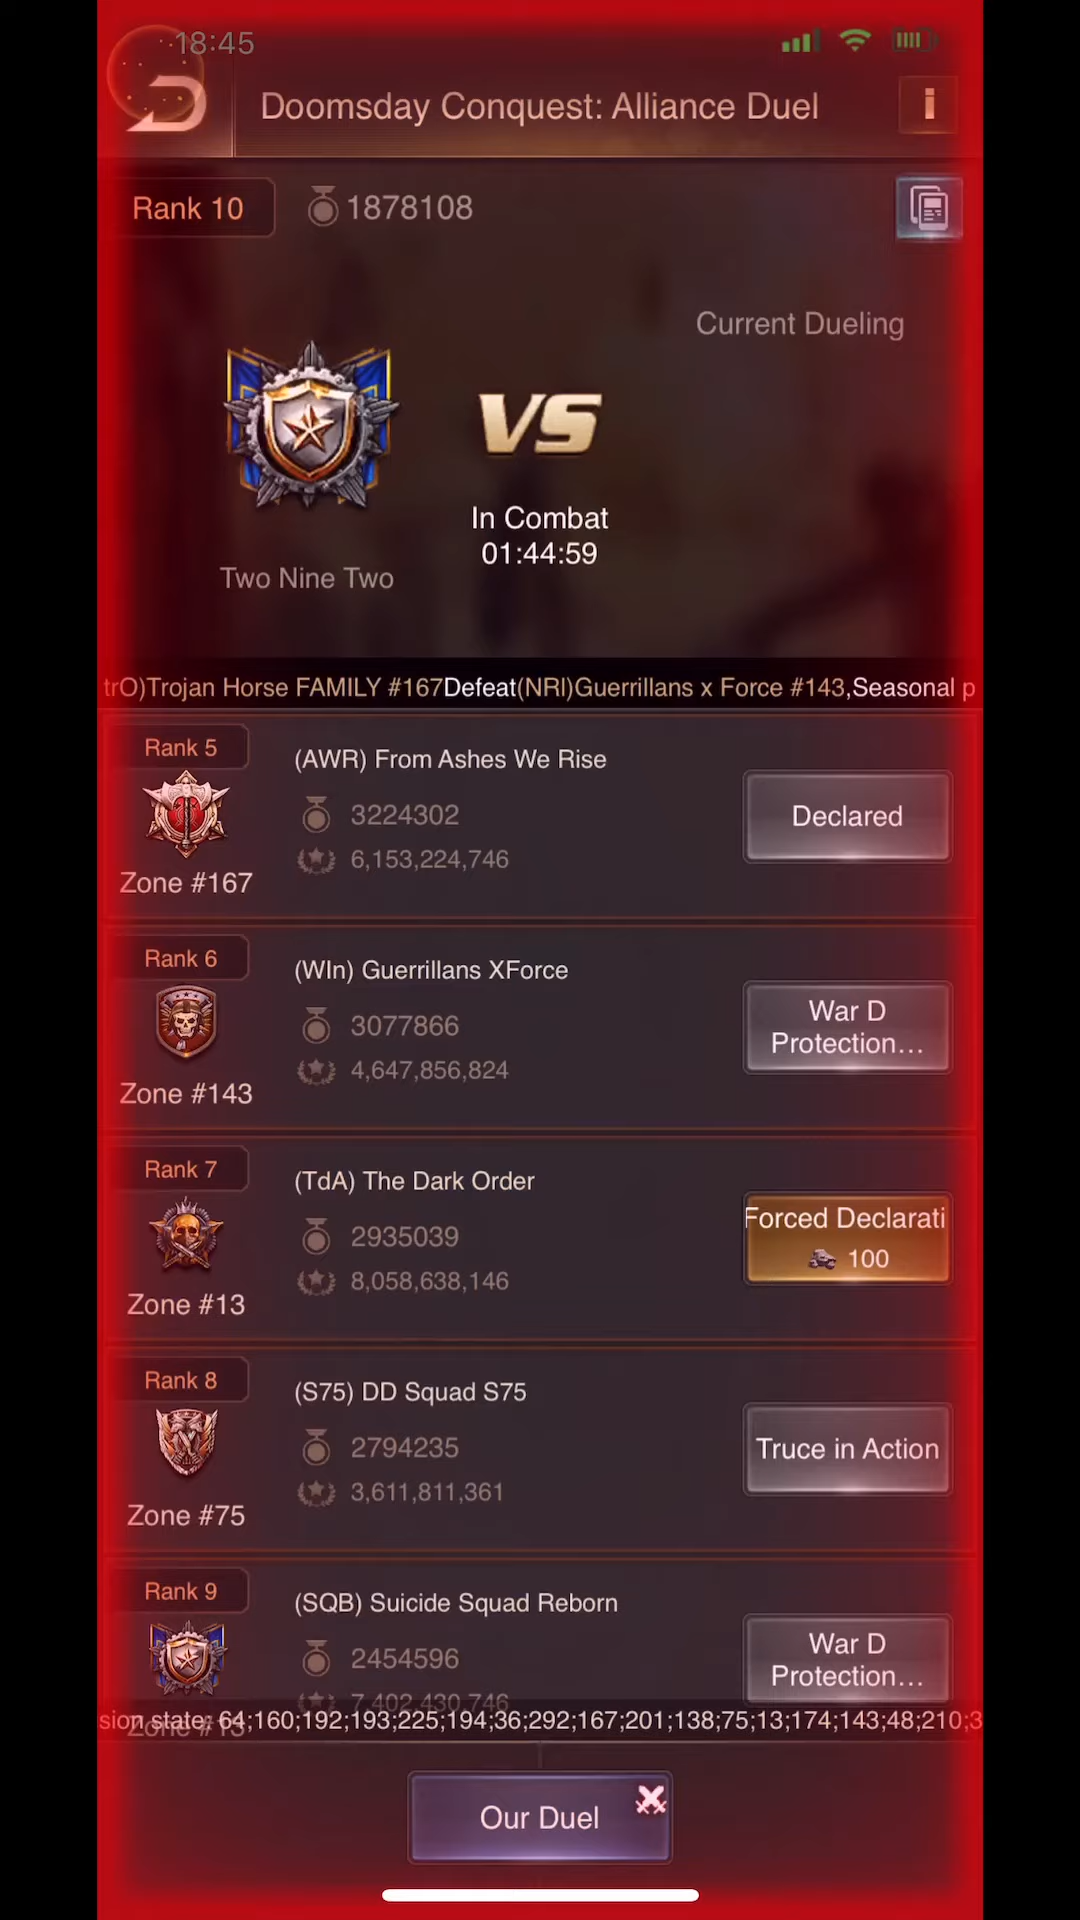 18:45
Doomsday Conquest: Alliance Duel
i
Rank 10
1878108
Current Dueling
VS
In Combat
01:44:59
Two Nine Two
trO)Trojan Horse FAMILY #167Defeat(NRI)Guerrillans x Force #143,Seasonal p
Rank 5
(AWR) From Ashes We Rise
3224302
Declared
6,153,224,746
Zone #167
Rank 6
(WIn) Guerrillans XForce
3077866
War D
Protection...
4,647,856,824
Zone #143
Rank 7
(TdA) The Dark Order
2935039
Forced Declarati
100
8,058,638,146
Zone #13
Rank 8
(S75) DD Squad S75
2794235
Truce in Action
3,611,811,361
Zone #75
Rank 9
(SQB) Suicide Squad Reborn
2454596
War D
Protection...
7,402,430,746
Zone #13
sion state: 64;160;192;193;225;194;36;292;167;201;138;75;13;174;143;48;210;3
Our Duel